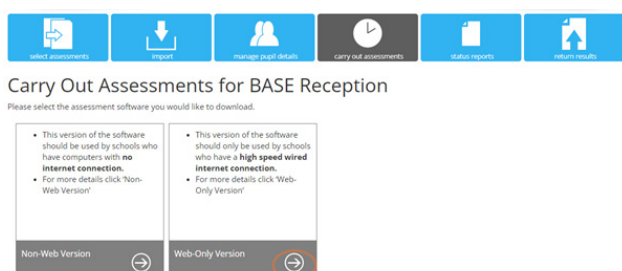 select assessments
import
manage pupil details
carry out assessments
status reports
return results
Carry Out Assessments for BASE Reception
Please select the assessment software you would like to download.
• This version of the software
should be used by schools who
have computers with no
internet connection.
• For more details click 'Non-
Web Version'
Non-Web Version
• This version of the software
should only be used by schools
who have a high speed wired
internet connection.
• For more details click 'Web-
Only Version'
Web-Only Version